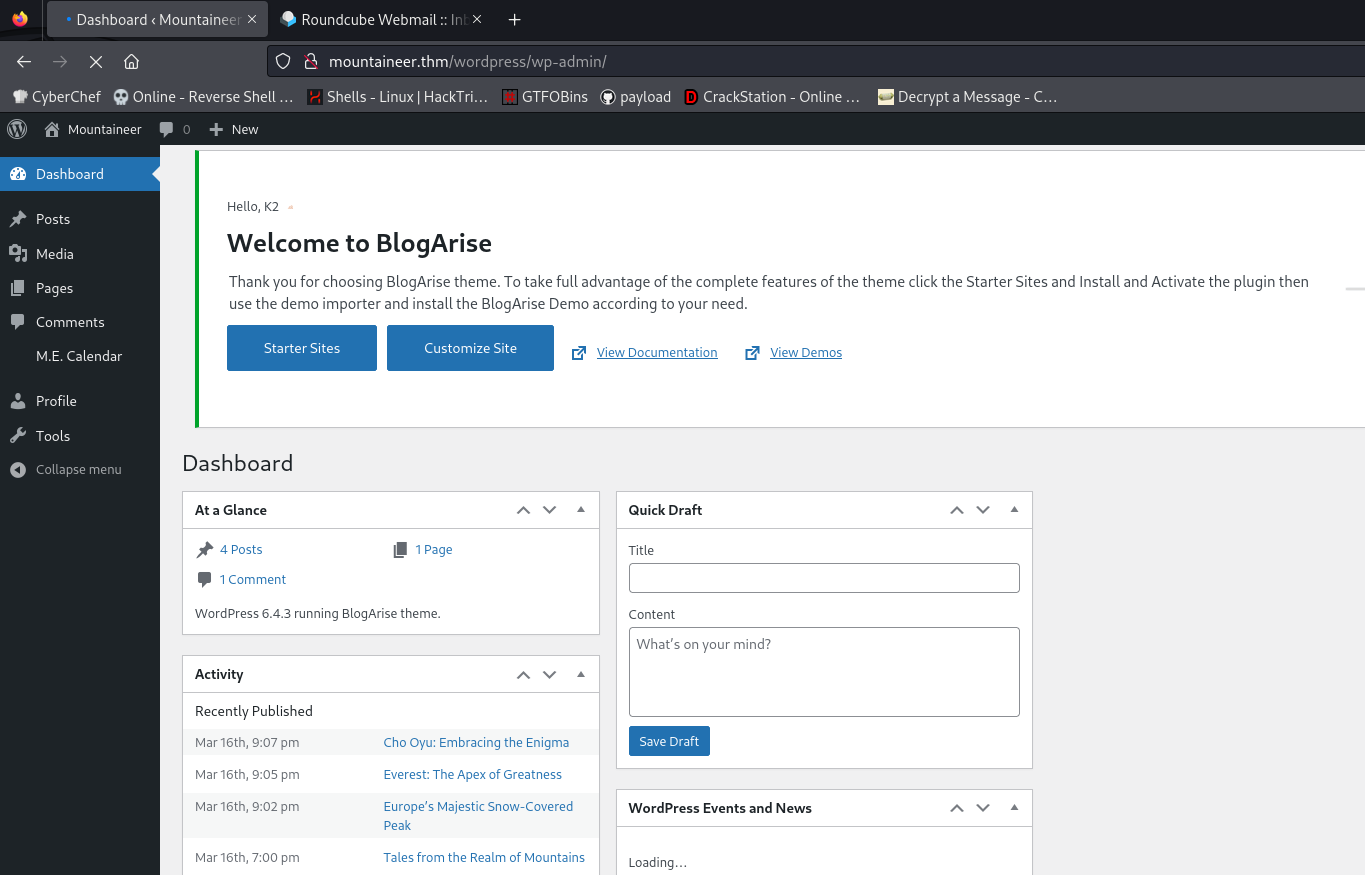 Dashboard ‹ Mountaineer
Roundcube Webmail :: Inb
mountaineer.thm/wordpress/wp-admin/
CyberChef
Online - Reverse Shell …
Shells - Linux | HackTri…
GTFOBins
payload
CrackStation - Online …
Decrypt a Message - C…
Mountaineer
0
New
Dashboard
Posts
Media
Pages
Comments
M.E. Calendar
Profile
Tools
Collapse menu
Hello, K2
Welcome to BlogArise
Thank you for choosing BlogArise theme. To take full advantage of the complete features of the theme click the Starter Sites and Install and Activate the plugin then
use the demo importer and install the BlogArise Demo according to your need.
Starter Sites
Customize Site
View Documentation
View Demos
Dashboard
At a Glance
4 Posts
1 Page
1 Comment
WordPress 6.4.3 running BlogArise theme.
Activity
Recently Published
Mar 16th, 9:07 pm
Cho Oyu: Embracing the Enigma
Mar 16th, 9:05 pm
Everest: The Apex of Greatness
Mar 16th, 9:02 pm
Europe’s Majestic Snow-Covered
Peak
Mar 16th, 7:00 pm
Tales from the Realm of Mountains
Quick Draft
Title
Content
What’s on your mind?
Save Draft
WordPress Events and News
Loading…